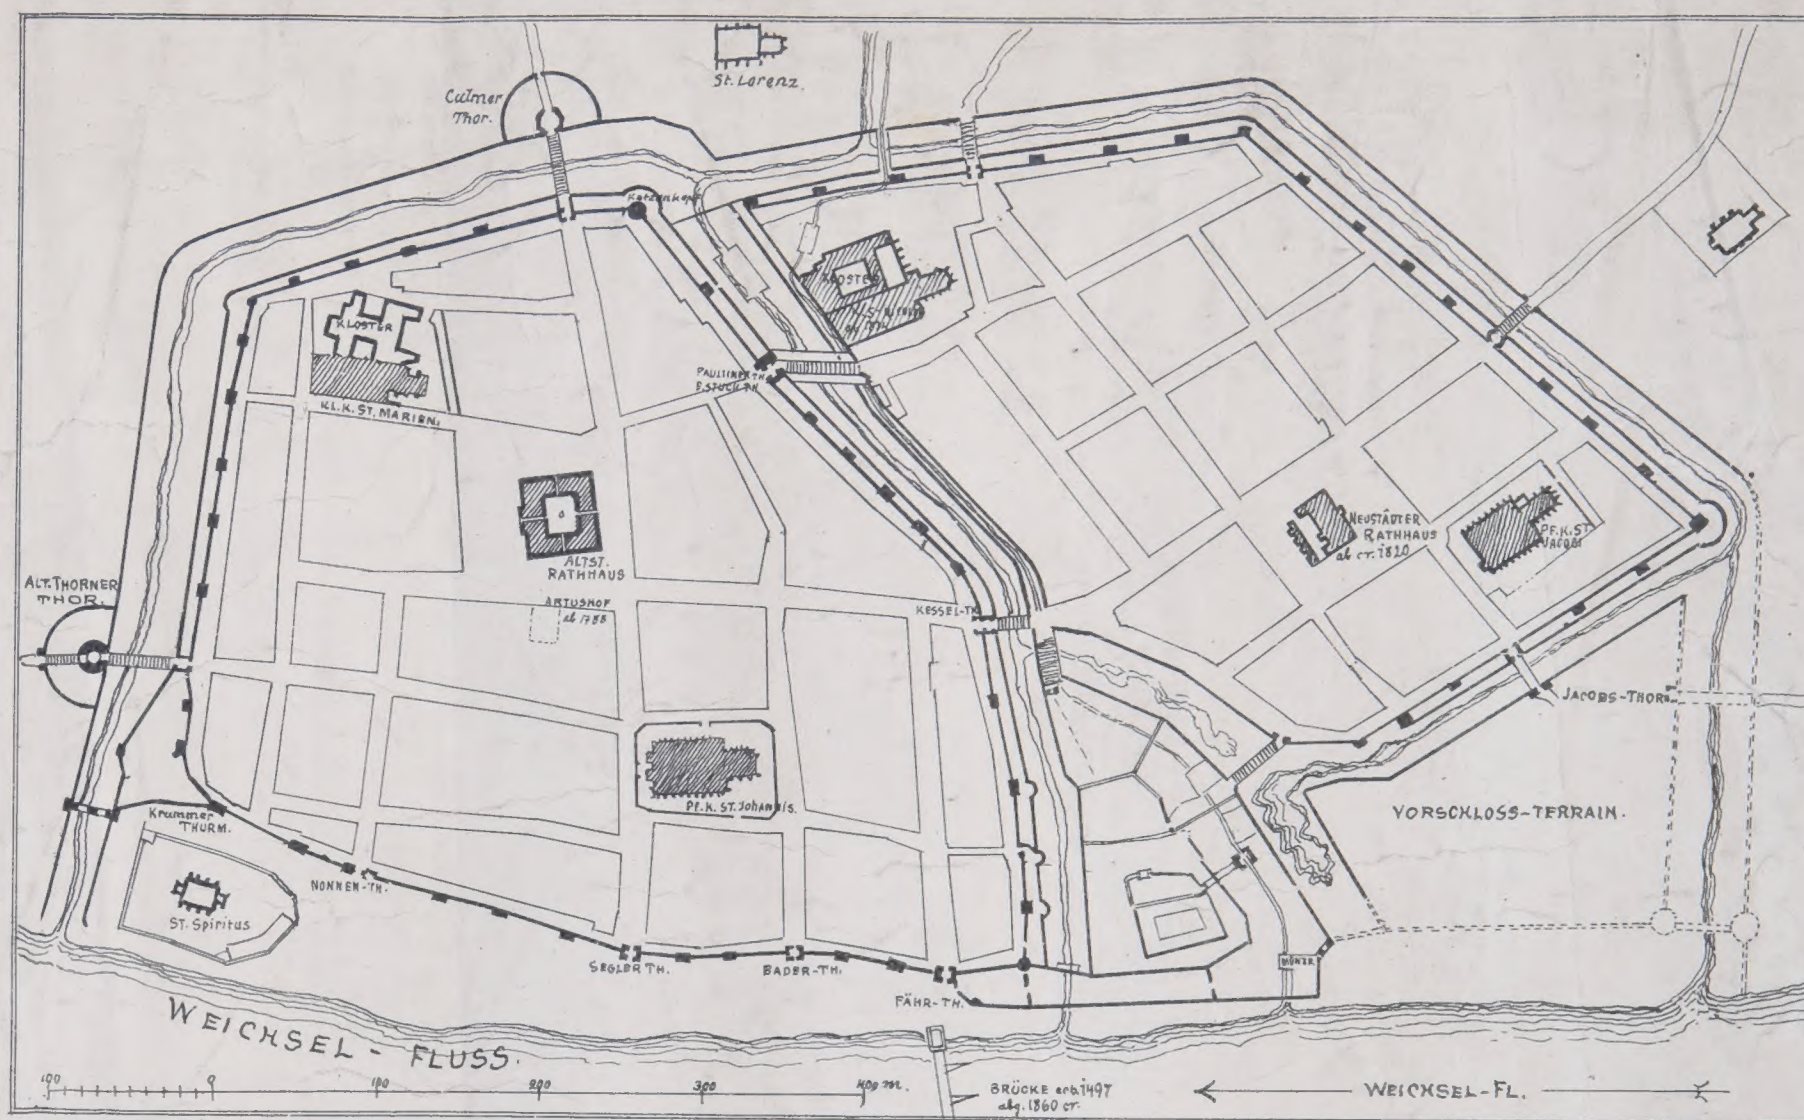 St. Lorenz.
Culmer
Thor.
Katzenkopf
KLOSTER
KL. K. ST. MARIEN.
KLOSTER
PAULINERTH.
ALTST.
RATHHAUS
ARTUSHOF
ab 1788
ALT. THORNER
THOR.
KESSEL-TH.
NEUSTÄDTER
RATHHAUS
ab cr. 1820
PF. K. ST.
JACOBI
JACOBS-THOR
VORSCHLOSS-TERRAIN.
Krummer
THURM.
PF. K. ST. JOHANNIS.
NONNEN-TH.
ST. Spiritus
SEGLER TH.
BADER-TH.
FÄHR-TH.
MÜNZE
WEICHSEL - FLUSS.
100 0 100 200 300 400 m.
BRÜCKE erb. 1497
abg. 1860 cr.
WEICHSEL-FL.